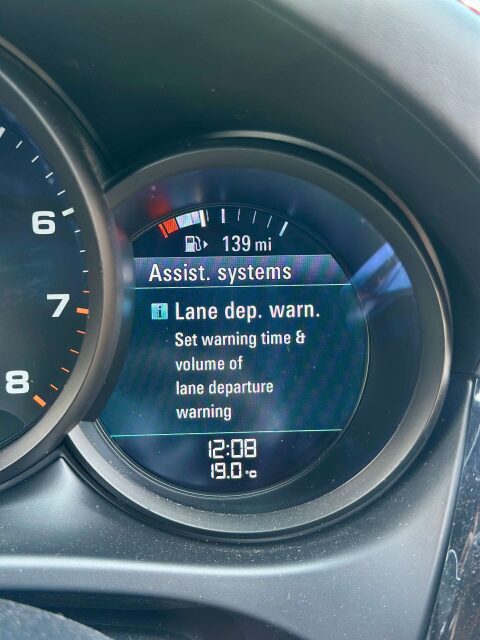 6
7
8
139 mi
Assist. systems
i Lane dep. warn.
Set warning time &
volume of
lane departure
warning
12:08
19.0 °C